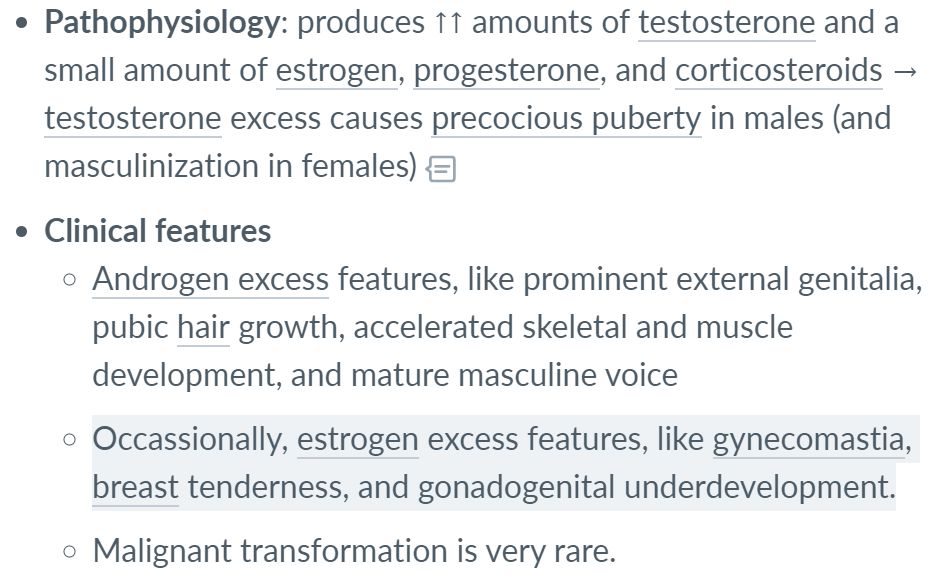 • Pathophysiology: produces ↑↑ amounts of testosterone and a
small amount of estrogen, progesterone, and corticosteroids →
testosterone excess causes precocious puberty in males (and
masculinization in females)
• Clinical features
○ Androgen excess features, like prominent external genitalia,
pubic hair growth, accelerated skeletal and muscle
development, and mature masculine voice
○ Occassionally, estrogen excess features, like gynecomastia,
breast tenderness, and gonadogenital underdevelopment.
○ Malignant transformation is very rare.